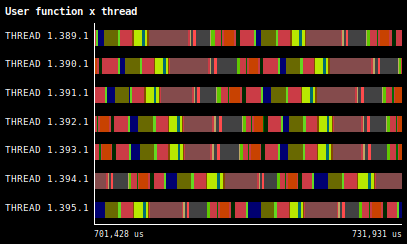 User function x thread
THREAD 1.389.1
THREAD 1.390.1
THREAD 1.391.1
THREAD 1.392.1
THREAD 1.393.1
THREAD 1.394.1
THREAD 1.395.1
701,428 us 731,931 us